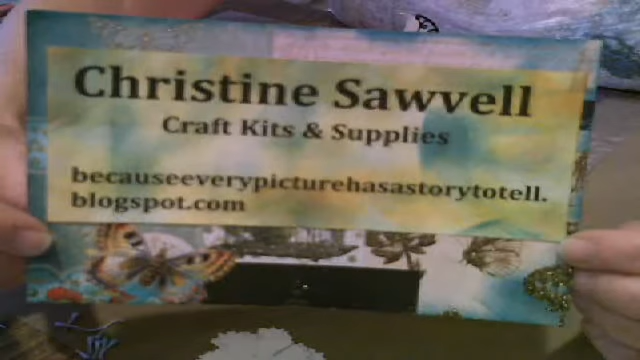 Christine Sawvell
Craft Kits & Supplies
becauseeverypicturehasastorytotell.
blogspot.com